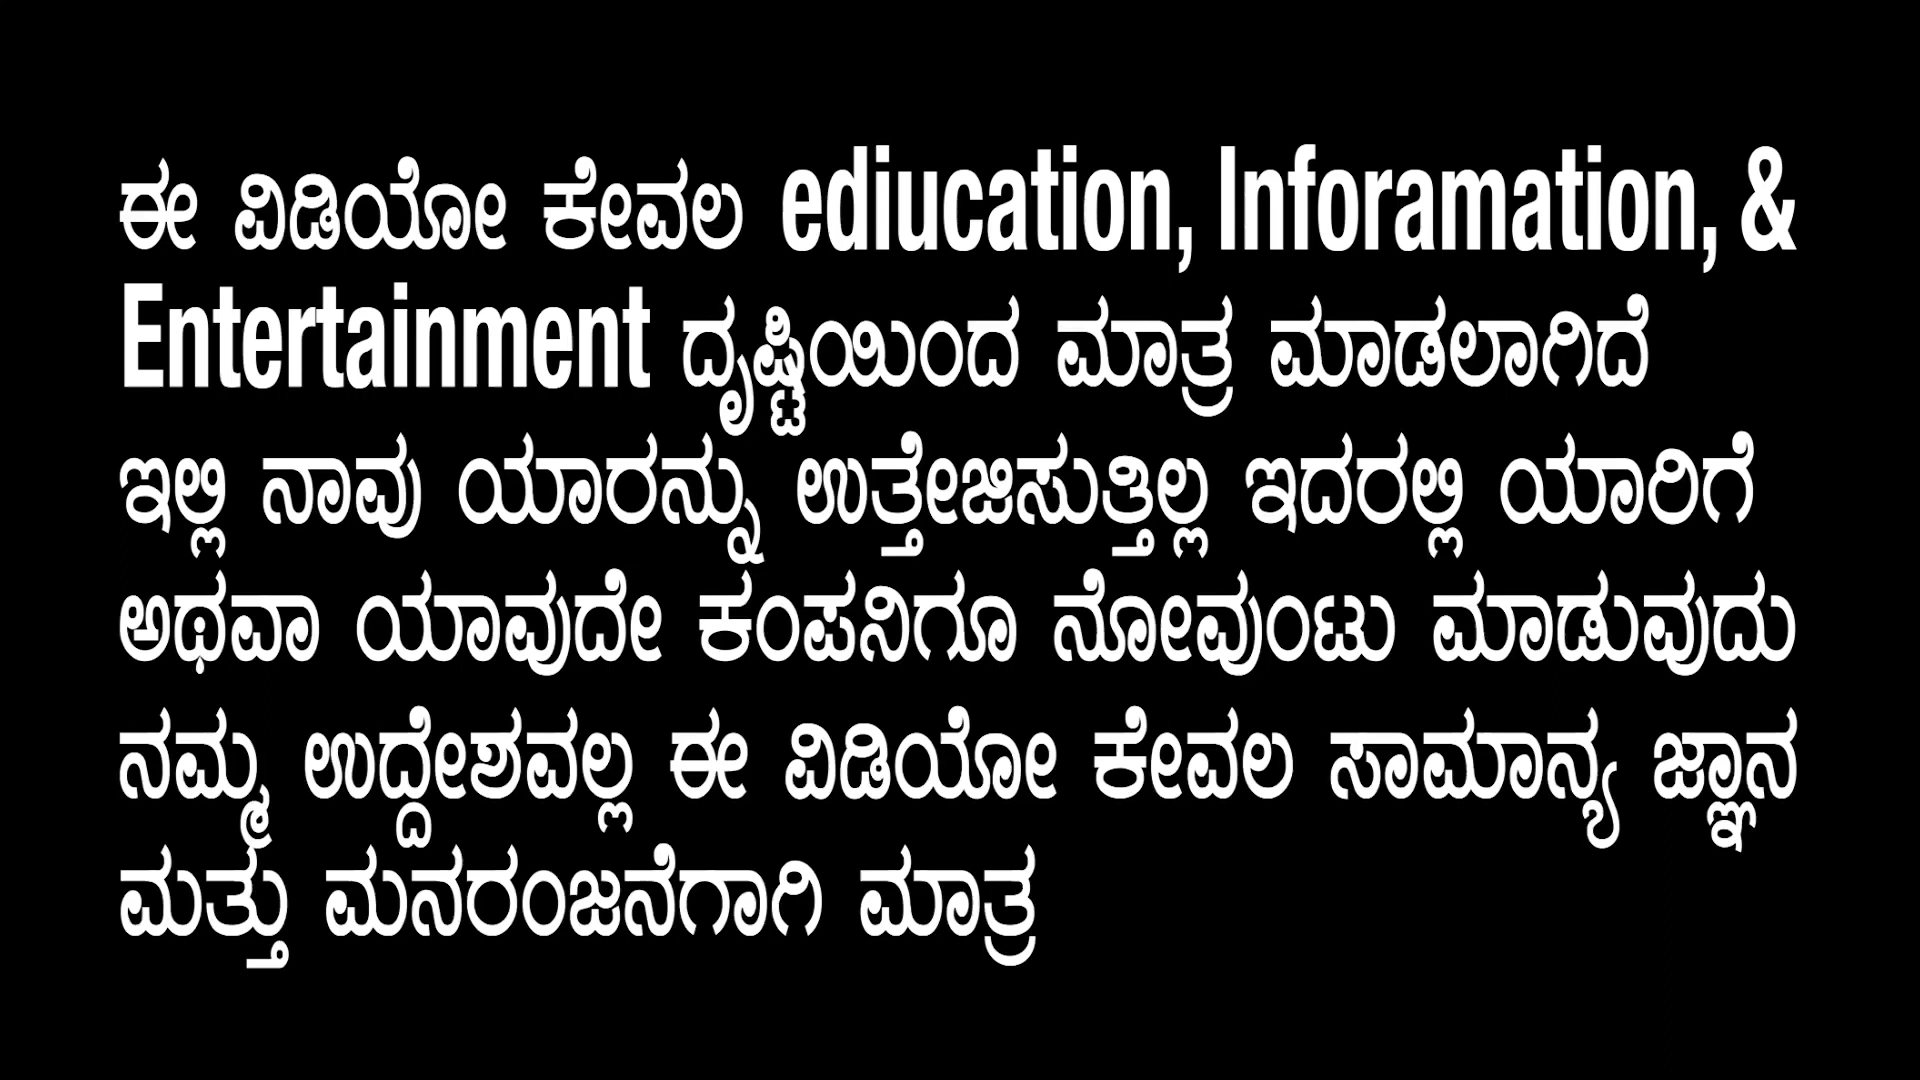 ಈ ವಿಡಿಯೋ ಕೇವಲ ediucation, Inforamation, &
Entertainment ದೃಷ್ಟಿಯಿಂದ ಮಾತ್ರ ಮಾಡಲಾಗಿದೆ
ಇಲ್ಲಿ ನಾವು ಯಾರನ್ನು ಉತ್ತೇಜಿಸುತ್ತಿಲ್ಲ ಇದರಲ್ಲಿ ಯಾರಿಗೆ
ಅಥವಾ ಯಾವುದೇ ಕಂಪನಿಗೂ ನೋವುಂಟು ಮಾಡುವುದು
ನಮ್ಮ ಉದ್ದೇಶವಲ್ಲ ಈ ವಿಡಿಯೋ ಕೇವಲ ಸಾಮಾನ್ಯ ಜ್ಞಾನ
ಮತ್ತು ಮನರಂಜನೆಗಾಗಿ ಮಾತ್ರ